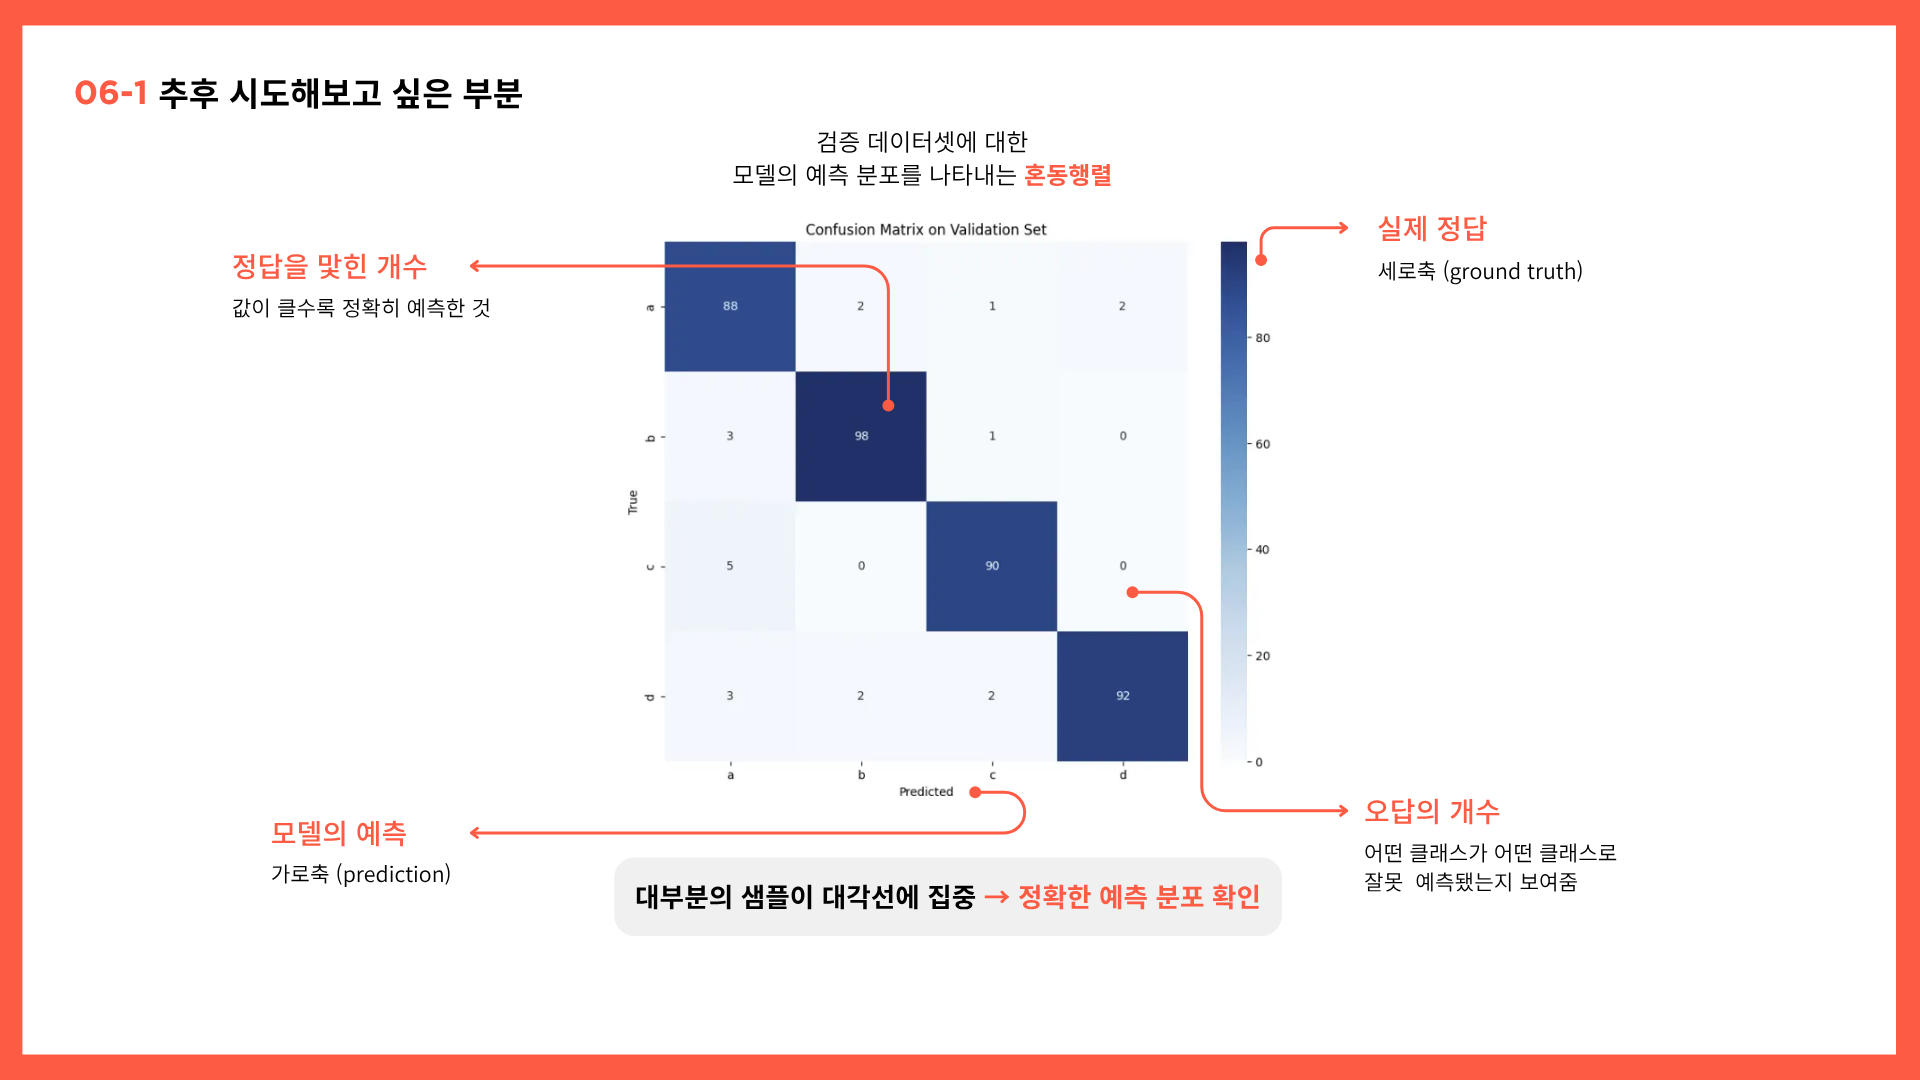 06-1 추후 시도해보고 싶은 부분
검증 데이터셋에 대한
모델의 예측 분포를 나타내는 혼동행렬
정답을 맞힌 개수
값이 클수록 정확히 예측한 것
Confusion Matrix on Validation Set
실제 정답
세로축 (ground truth)
True
a
88
2
1
2
b
3
98
1
0
c
5
0
90
0
d
3
2
2
92
a
b
c
d
Predicted
80
60
40
20
0
모델의 예측
가로축 (prediction)
오답의 개수
어떤 클래스가 어떤 클래스로
잘못  예측됐는지 보여줌
대부분의 샘플이 대각선에 집중 → 정확한 예측 분포 확인